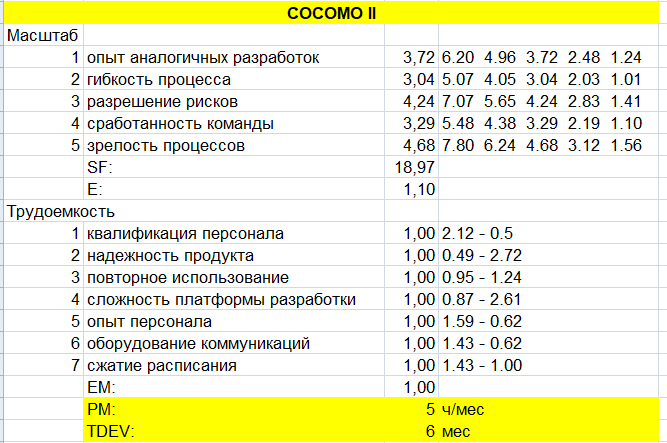 COCOMO II
Масштаб
1 опыт аналогичных разработок 3,72 6.20 4.96 3.72 2.48 1.24
2 гибкость процесса 3,04 5.07 4.05 3.04 2.03 1.01
3 разрешение рисков 4,24 7.07 5.65 4.24 2.83 1.41
4 сработанность команды 3,29 5.48 4.38 3.29 2.19 1.10
5 зрелость процессов 4,68 7.80 6.24 4.68 3.12 1.56
SF: 18,97
E: 1,10
Трудоемкость
1 квалификация персонала 1,00 2.12 - 0.5
2 надежность продукта 1,00 0.49 - 2.72
3 повторное использование 1,00 0.95 - 1.24
4 сложность платформы разработки 1,00 0.87 - 2.61
5 опыт персонала 1,00 1.59 - 0.62
6 оборудование коммуникаций 1,00 1.43 - 0.62
7 сжатие расписания 1,00 1.43 - 1.00
EM: 1,00
PM: 5 ч/мес
TDEV: 6 мес